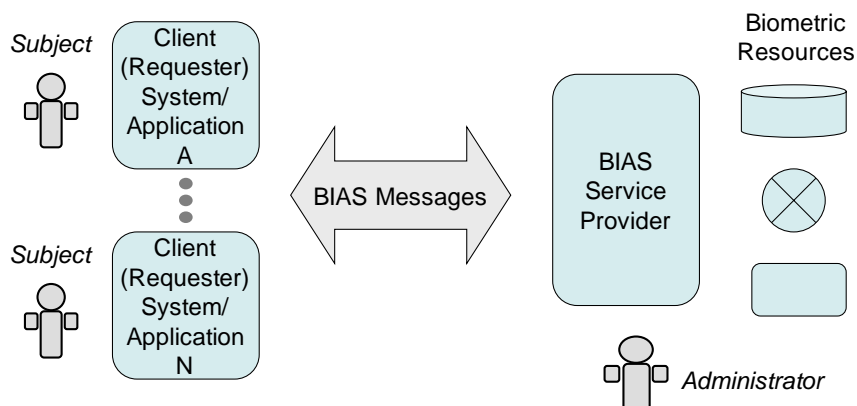 Subject
Client
(Requester)
System/
Application
A
Subject
Client
(Requester)
System/
Application
N
BIAS Messages
BIAS
Service
Provider
Biometric
Resources
Administrator